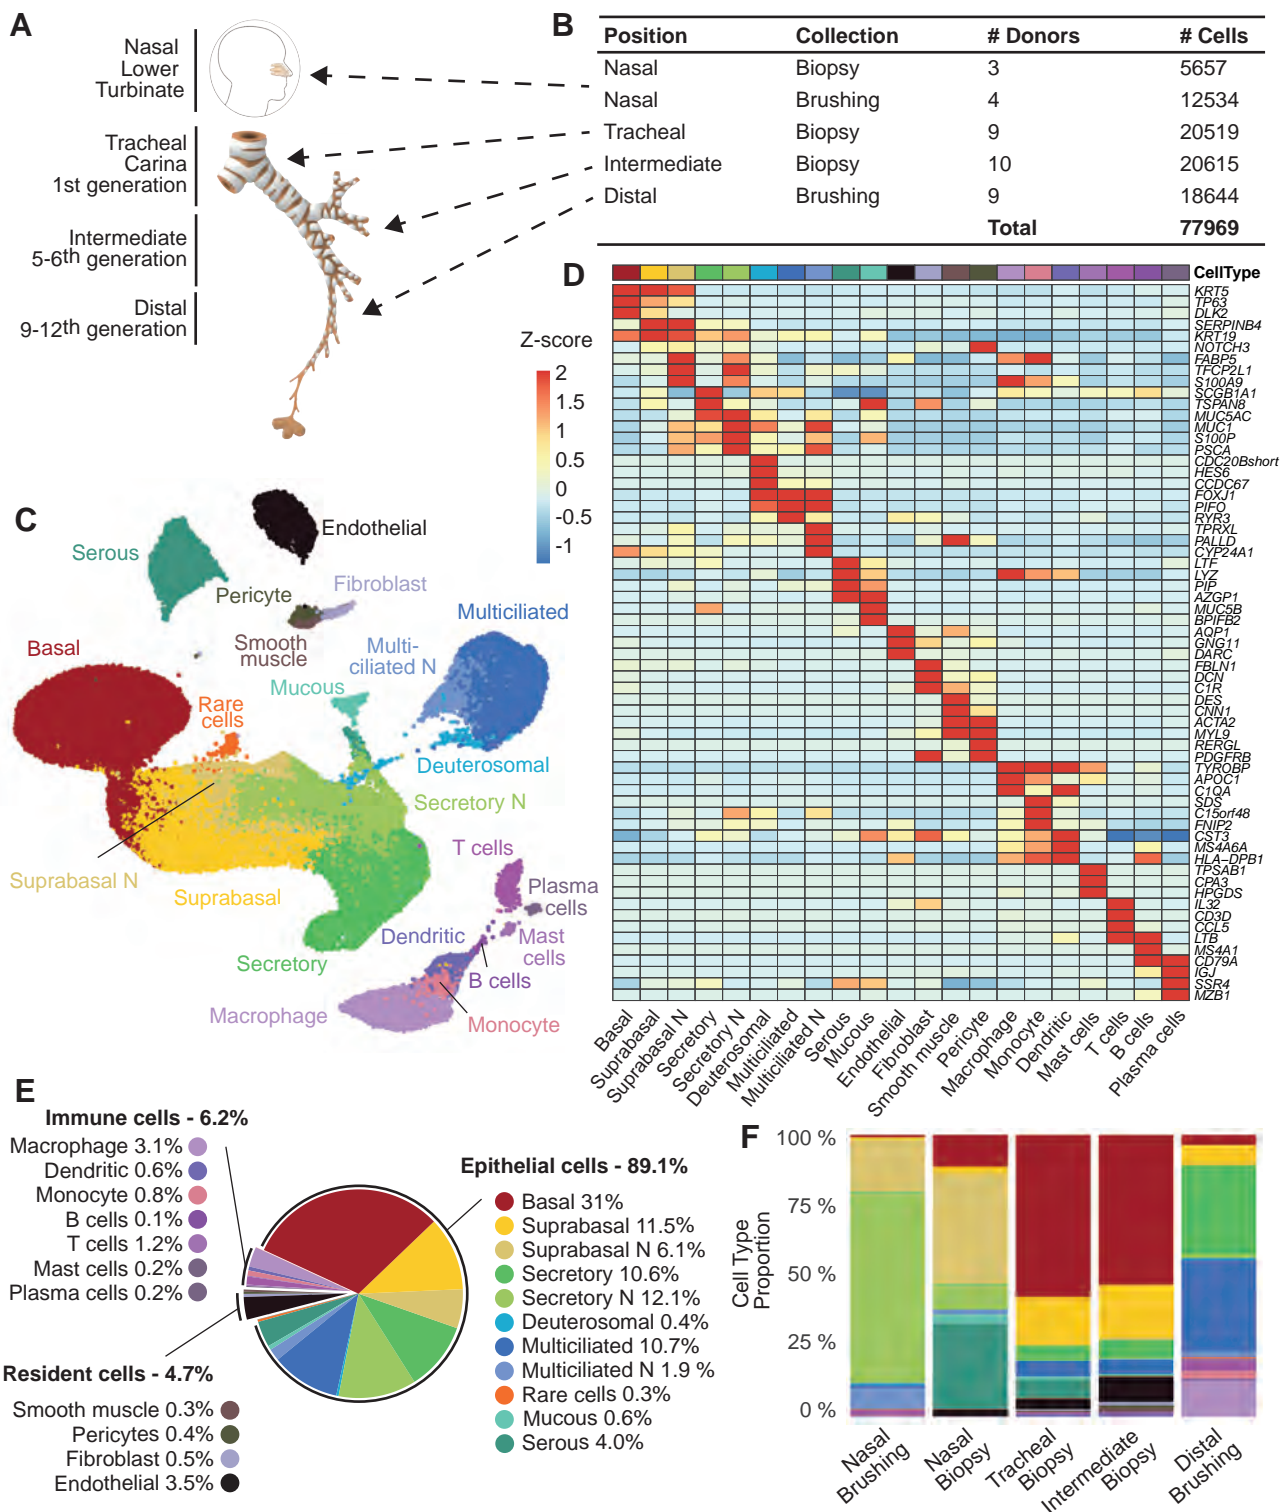 A
Nasal
Lower
Turbinate
Tracheal
Carina
1st generation
Intermediate
5-6th generation
Distal
9-12th generation
B
Position Collection # Donors # Cells
Nasal Biopsy 3 5657
Nasal Brushing 4 12534
Tracheal Biopsy 9 20519
Intermediate Biopsy 10 20615
Distal Brushing 9 18644
Total 77969
C
Endothelial
Serous
Fibroblast
Pericyte
Multiciliated
Smooth
muscle
Multi-
ciliated N
Basal
Mucous
Rare
cells
Deuterosomal
Secretory N
T cells
Suprabasal N
Suprabasal
Plasma
cells
Dendritic
Mast
cells
Secretory
B cells
Macrophage
Monocyte
D
CellType
Z-score
2
1.5
1
0.5
0
-0.5
-1
KRT5
TP63
DLK2
SERPINB4
KRT19
NOTCH3
FABP5
TFCP2L1
S100A9
SCGB1A1
TSPAN8
MUC5AC
MUC1
S100P
PSCA
CDC20Bshort
HES6
CCDC67
FOXJ1
PIFO
RYR3
TPRXL
PALLD
CYP24A1
LTF
LYZ
PIP
AZGP1
MUC5B
BPIFB2
AQP1
GNG11
DARC
FBLN1
DCN
C1R
DES
CNN1
ACTA2
MYL9
RERGL
PDGFRB
TYROBP
APOC1
C1QA
SDS
C15orf48
FNIP2
CST3
MS4A6A
HLA-DPB1
TPSAB1
CPA3
HPGDS
IL32
CD3D
CCL5
LTB
MS4A1
CD79A
IGJ
SSR4
MZB1
Basal
Suprabasal
Suprabasal N
Secretory
Secretory N
Deuterosomal
Multiciliated
Multiciliated N
Serous
Mucous
Endothelial
Fibroblast
Smooth muscle
Pericyte
Macrophage
Monocyte
Dendritic
Mast cells
T cells
B cells
Plasma cells
E
Immune cells - 6.2%
Macrophage 3.1%
Dendritic 0.6%
Monocyte 0.8%
B cells 0.1%
T cells 1.2%
Mast cells 0.2%
Plasma cells 0.2%
Resident cells - 4.7%
Smooth muscle 0.3%
Pericytes 0.4%
Fibroblast 0.5%
Endothelial 3.5%
Epithelial cells - 89.1%
Basal 31%
Suprabasal 11.5%
Suprabasal N 6.1%
Secretory 10.6%
Secretory N 12.1%
Deuterosomal 0.4%
Multiciliated 10.7%
Multiciliated N 1.9 %
Rare cells 0.3%
Mucous 0.6%
Serous 4.0%
F
Cell Type
Proportion
100 %
75 %
50 %
25 %
0 %
Nasal
Brushing
Nasal
Biopsy
Tracheal
Biopsy
Intermediate
Biopsy
Distal
Brushing